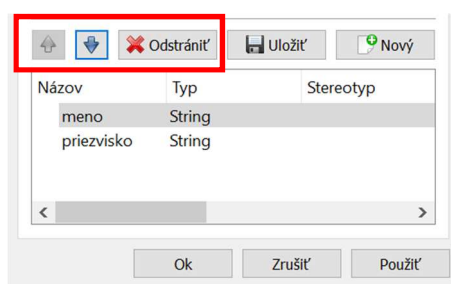 Odstrániť Uložiť Nový
Názov Typ Stereotyp
meno String
priezvisko String
Ok Zrušiť Použiť